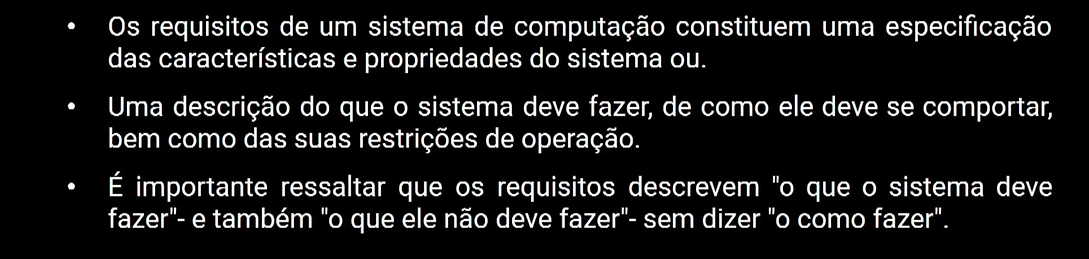 • Os requisitos de um sistema de computação constituem uma especificação
das características e propriedades do sistema ou.
• Uma descrição do que o sistema deve fazer, de como ele deve se comportar,
bem como das suas restrições de operação.
• É importante ressaltar que os requisitos descrevem "o que o sistema deve
fazer"- e também "o que ele não deve fazer"- sem dizer "o como fazer".